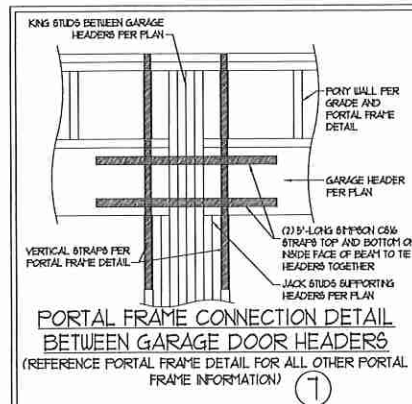 KING STUDS BETWEEN GARAGE
HEADERS PER PLAN
PONY WALL PER
GRADE AND
PORTAL FRAME
DETAIL
GARAGE HEADER
PER PLAN
(2) 3'-LONG SIMPSON CS16
STRAPS TOP AND BOTTOM OF
INSIDE FACE OF BEAM TO TIE
HEADERS TOGETHER
VERTICAL STRAPS PER
PORTAL FRAME DETAIL
JACK STUDS SUPPORTING
HEADERS PER PLAN
PORTAL FRAME CONNECTION DETAIL
BETWEEN GARAGE DOOR HEADERS
(REFERENCE PORTAL FRAME DETAIL FOR ALL OTHER PORTAL
FRAME INFORMATION)
7